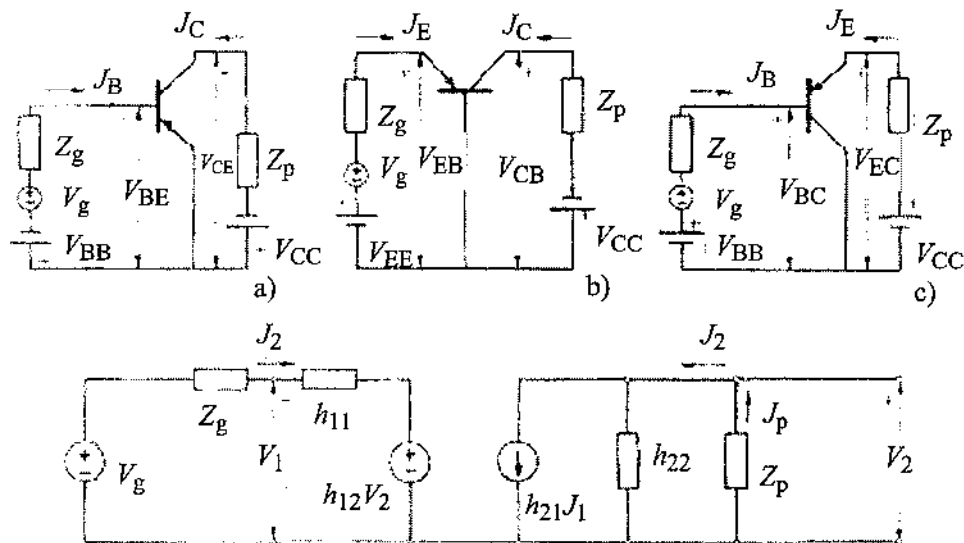 J_C J_E J_C J_E
J_B J_B
Z_g Z_p Z_g Z_p
Z_g V_CE Z_p V_EB V_CB V_EC
V_g V_BE V_g V_g V_BC
V_BB V_CC V_EE V_CC V_BB V_CC
a) b) c)
J_2 J_2
Z_g h_11 J_p
V_g V_1 h_12V_2 h_21J_1 h_22 Z_p V_2